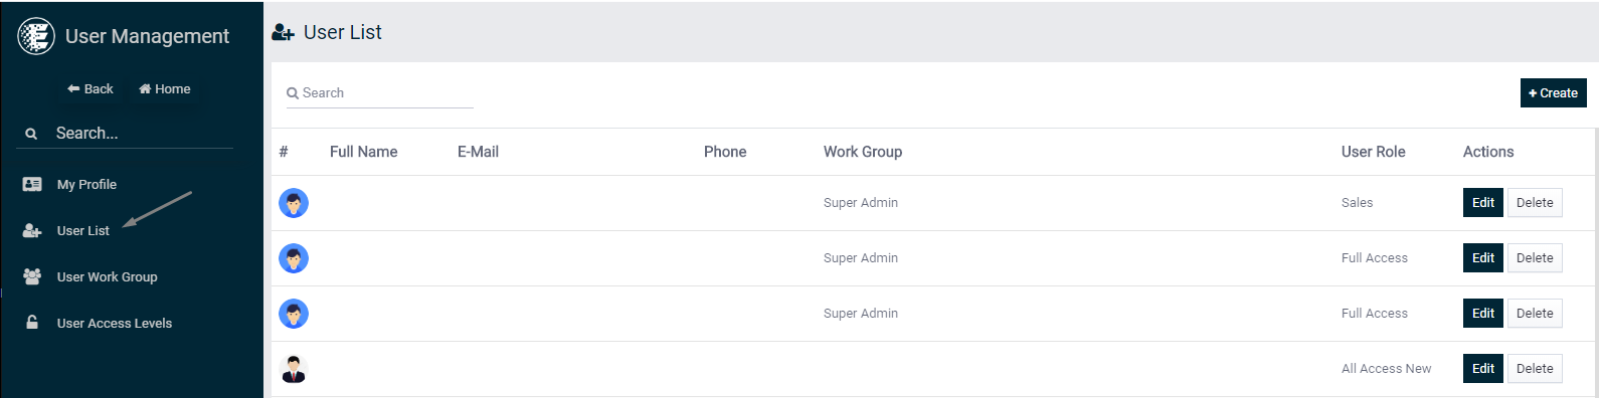 User Management
Back Home
Search...
My Profile
User List
User Work Group
User Access Levels
User List
Search
+ Create
# Full Name E-Mail Phone Work Group User Role Actions
Super Admin Sales Edit Delete
Super Admin Full Access Edit Delete
Super Admin Full Access Edit Delete
All Access New Edit Delete